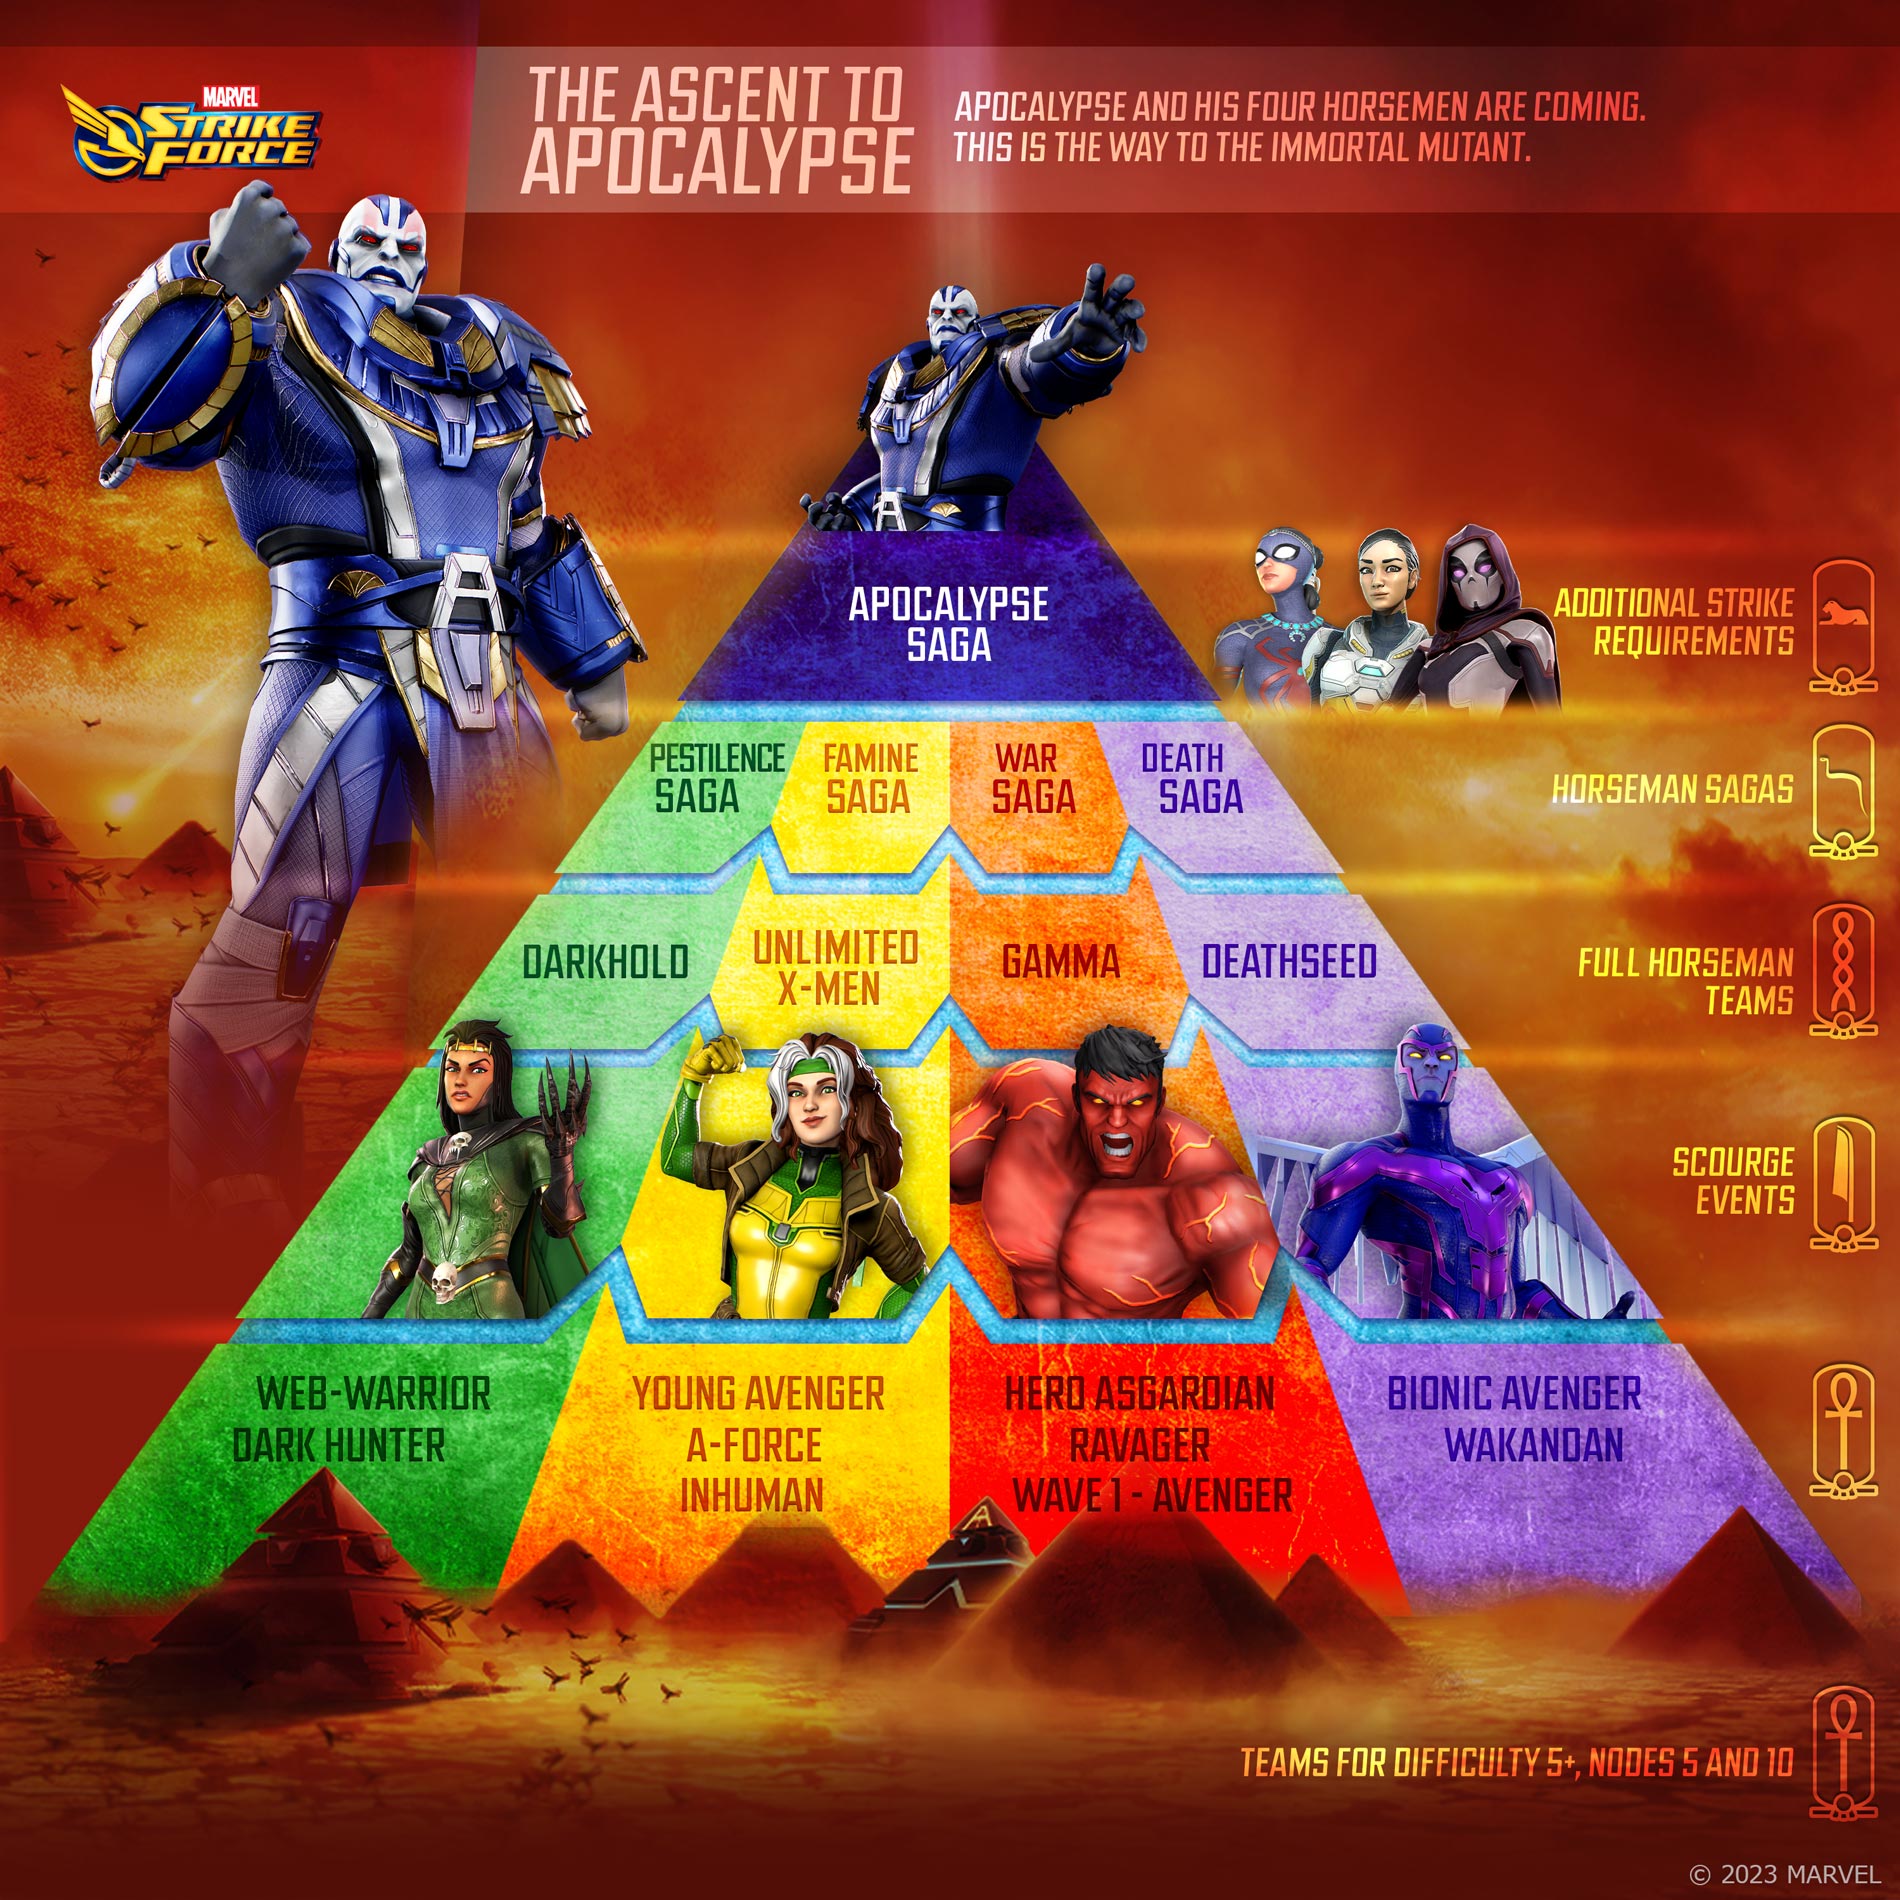 MARVEL
STRIKE
FORCE
THE ASCENT TO
APOCALYPSE
APOCALYPSE AND HIS FOUR HORSEMEN ARE COMING.
THIS IS THE WAY TO THE IMMORTAL MUTANT.
A
A
APOCALYPSE
SAGA
ADDITIONAL STRIKE
REQUIREMENTS
PESTILENCE
SAGA
FAMINE
SAGA
WAR
SAGA
DEATH
SAGA
HORSEMAN SAGAS
DARKHOLD
UNLIMITED
X-MEN
GAMMA
DEATHSEED
FULL HORSEMAN
TEAMS
SCOURGE
EVENTS
WEB-WARRIOR
DARK HUNTER
YOUNG AVENGER
A-FORCE
INHUMAN
HERO ASGARDIAN
RAVAGER
WAVE 1 - AVENGER
BIONIC AVENGER
WAKANDAN
A
TEAMS FOR DIFFICULTY 5+, NODES 5 AND 10
© 2023 MARVEL